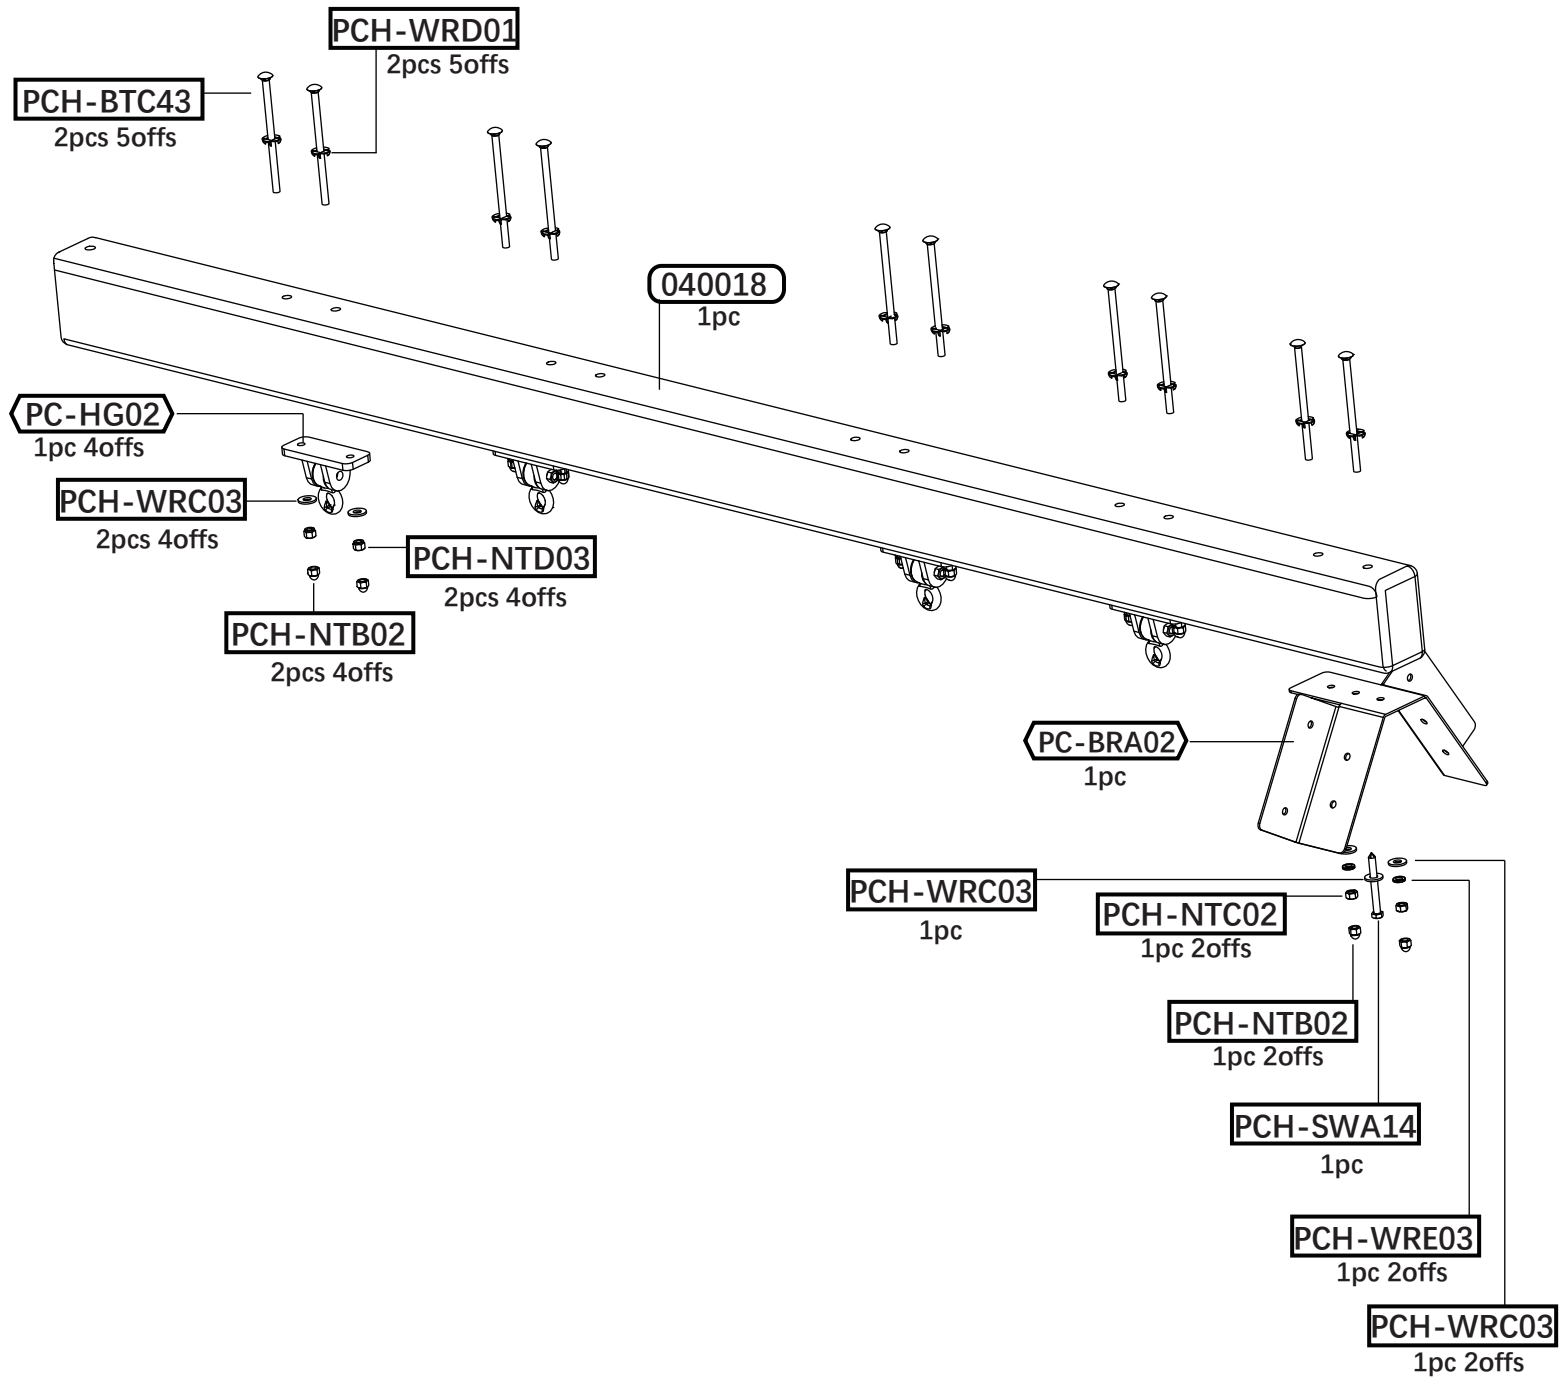 PCH-WRD01
2pcs 5offs
PCH-BTC43
2pcs 5offs
040018
1pc
PC-HG02
1pc 4offs
PCH-WRC03
2pcs 4offs
PCH-NTD03
2pcs 4offs
PCH-NTB02
2pcs 4offs
PC-BRA02
1pc
PCH-WRC03
1pc
PCH-NTC02
1pc 2offs
PCH-NTB02
1pc 2offs
PCH-SWA14
1pc
PCH-WRE03
1pc 2offs
PCH-WRC03
1pc 2offs